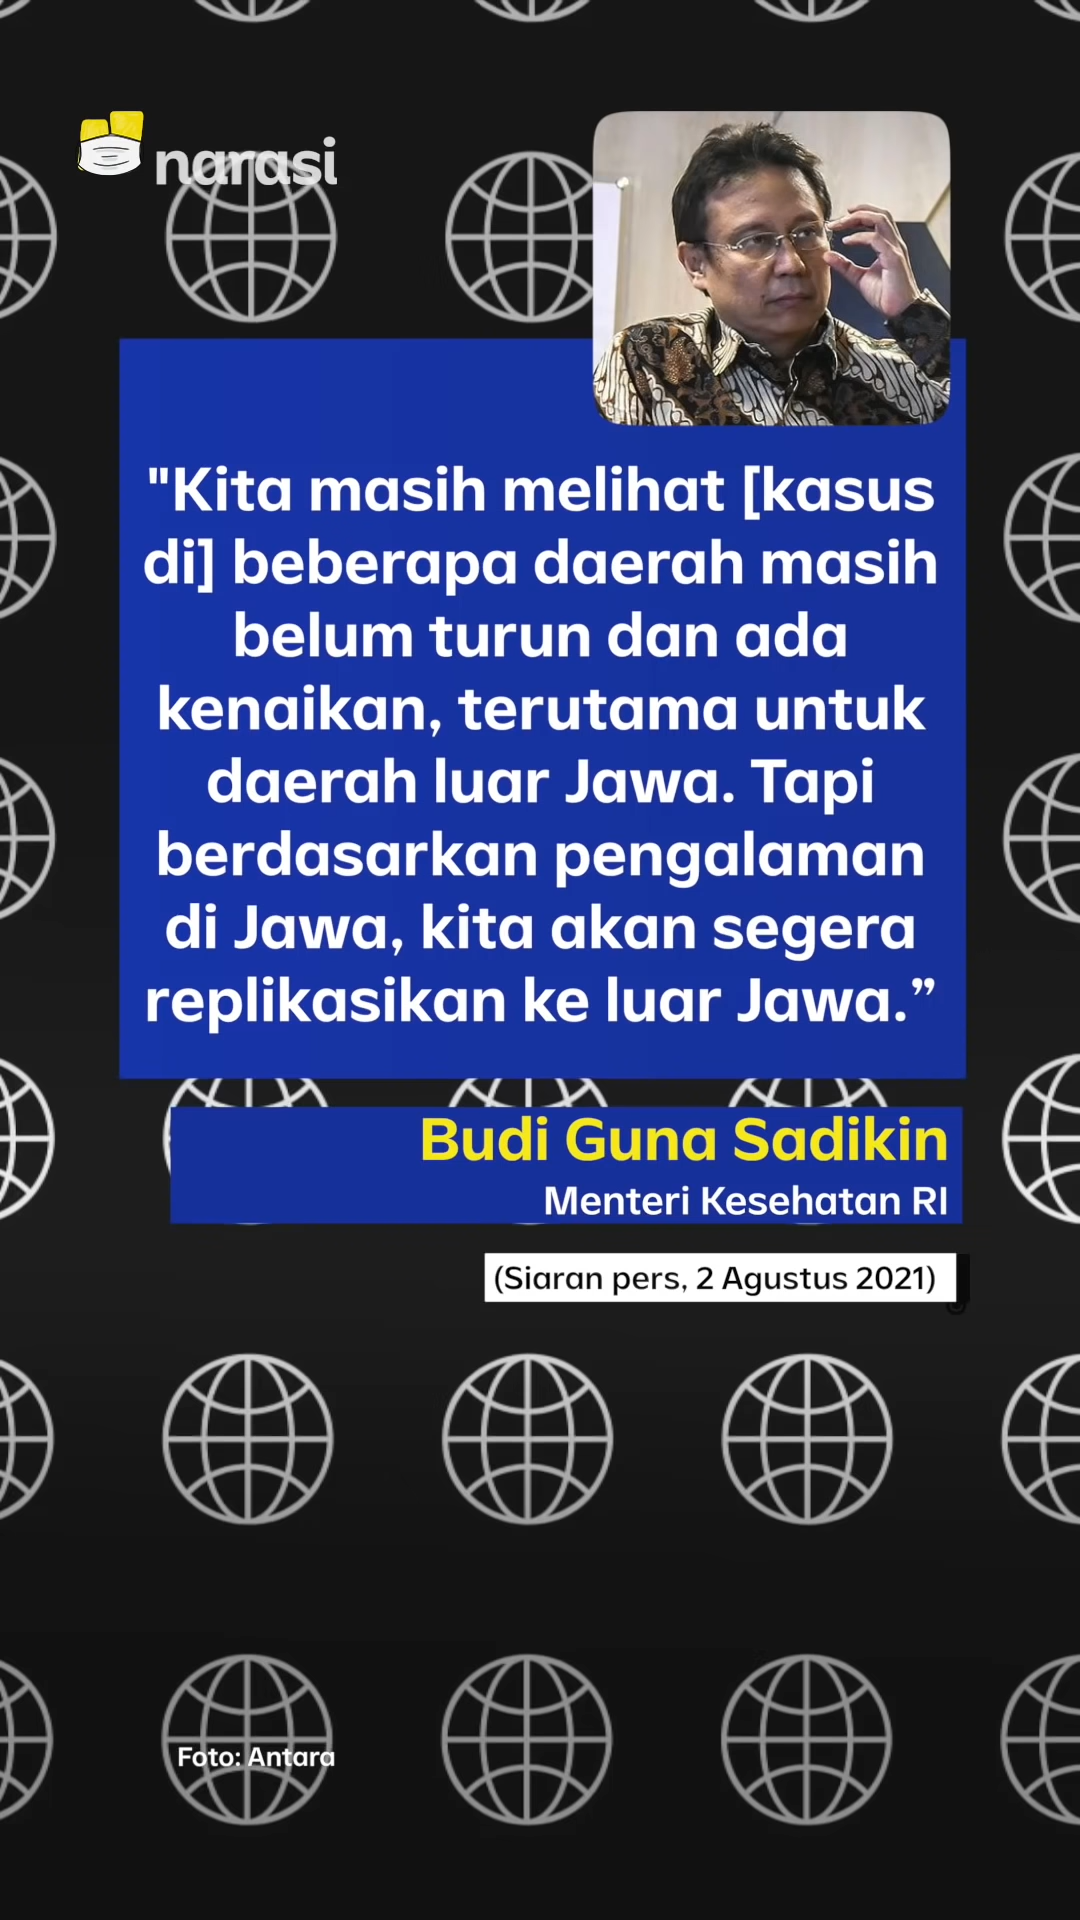 narasi
"Kita masih melihat [kasus
di] beberapa daerah masih
belum turun dan ada
kenaikan, terutama untuk
daerah luar Jawa. Tapi
berdasarkan pengalaman
di Jawa, kita akan segera
replikasikan ke luar Jawa.”
Budi Guna Sadikin
Menteri Kesehatan RI
(Siaran pers, 2 Agustus 2021)
Foto: Antara